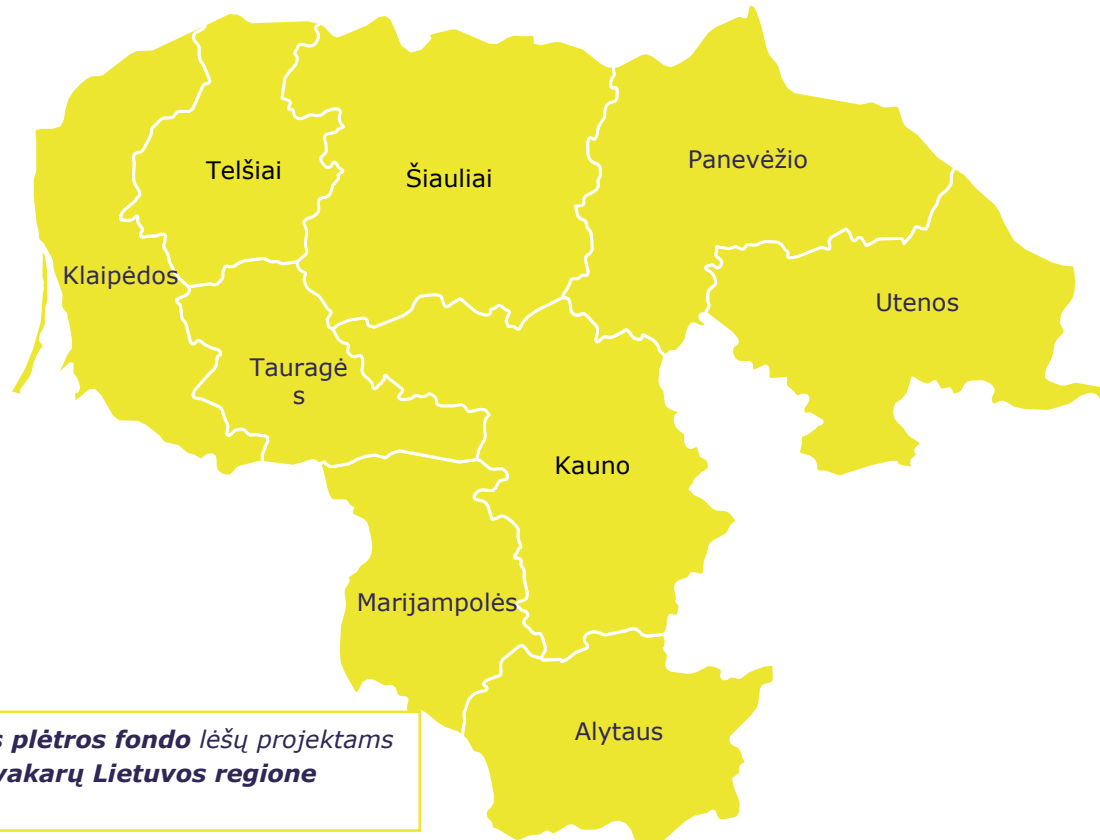 Panevėžio
Telšiai
Šiauliai
Klaipėdos
Utenos
Tauragė
s
Kauno
Marijampolės
Alytaus
plėtros fondo lėšų projektams
vakarų Lietuvos regione